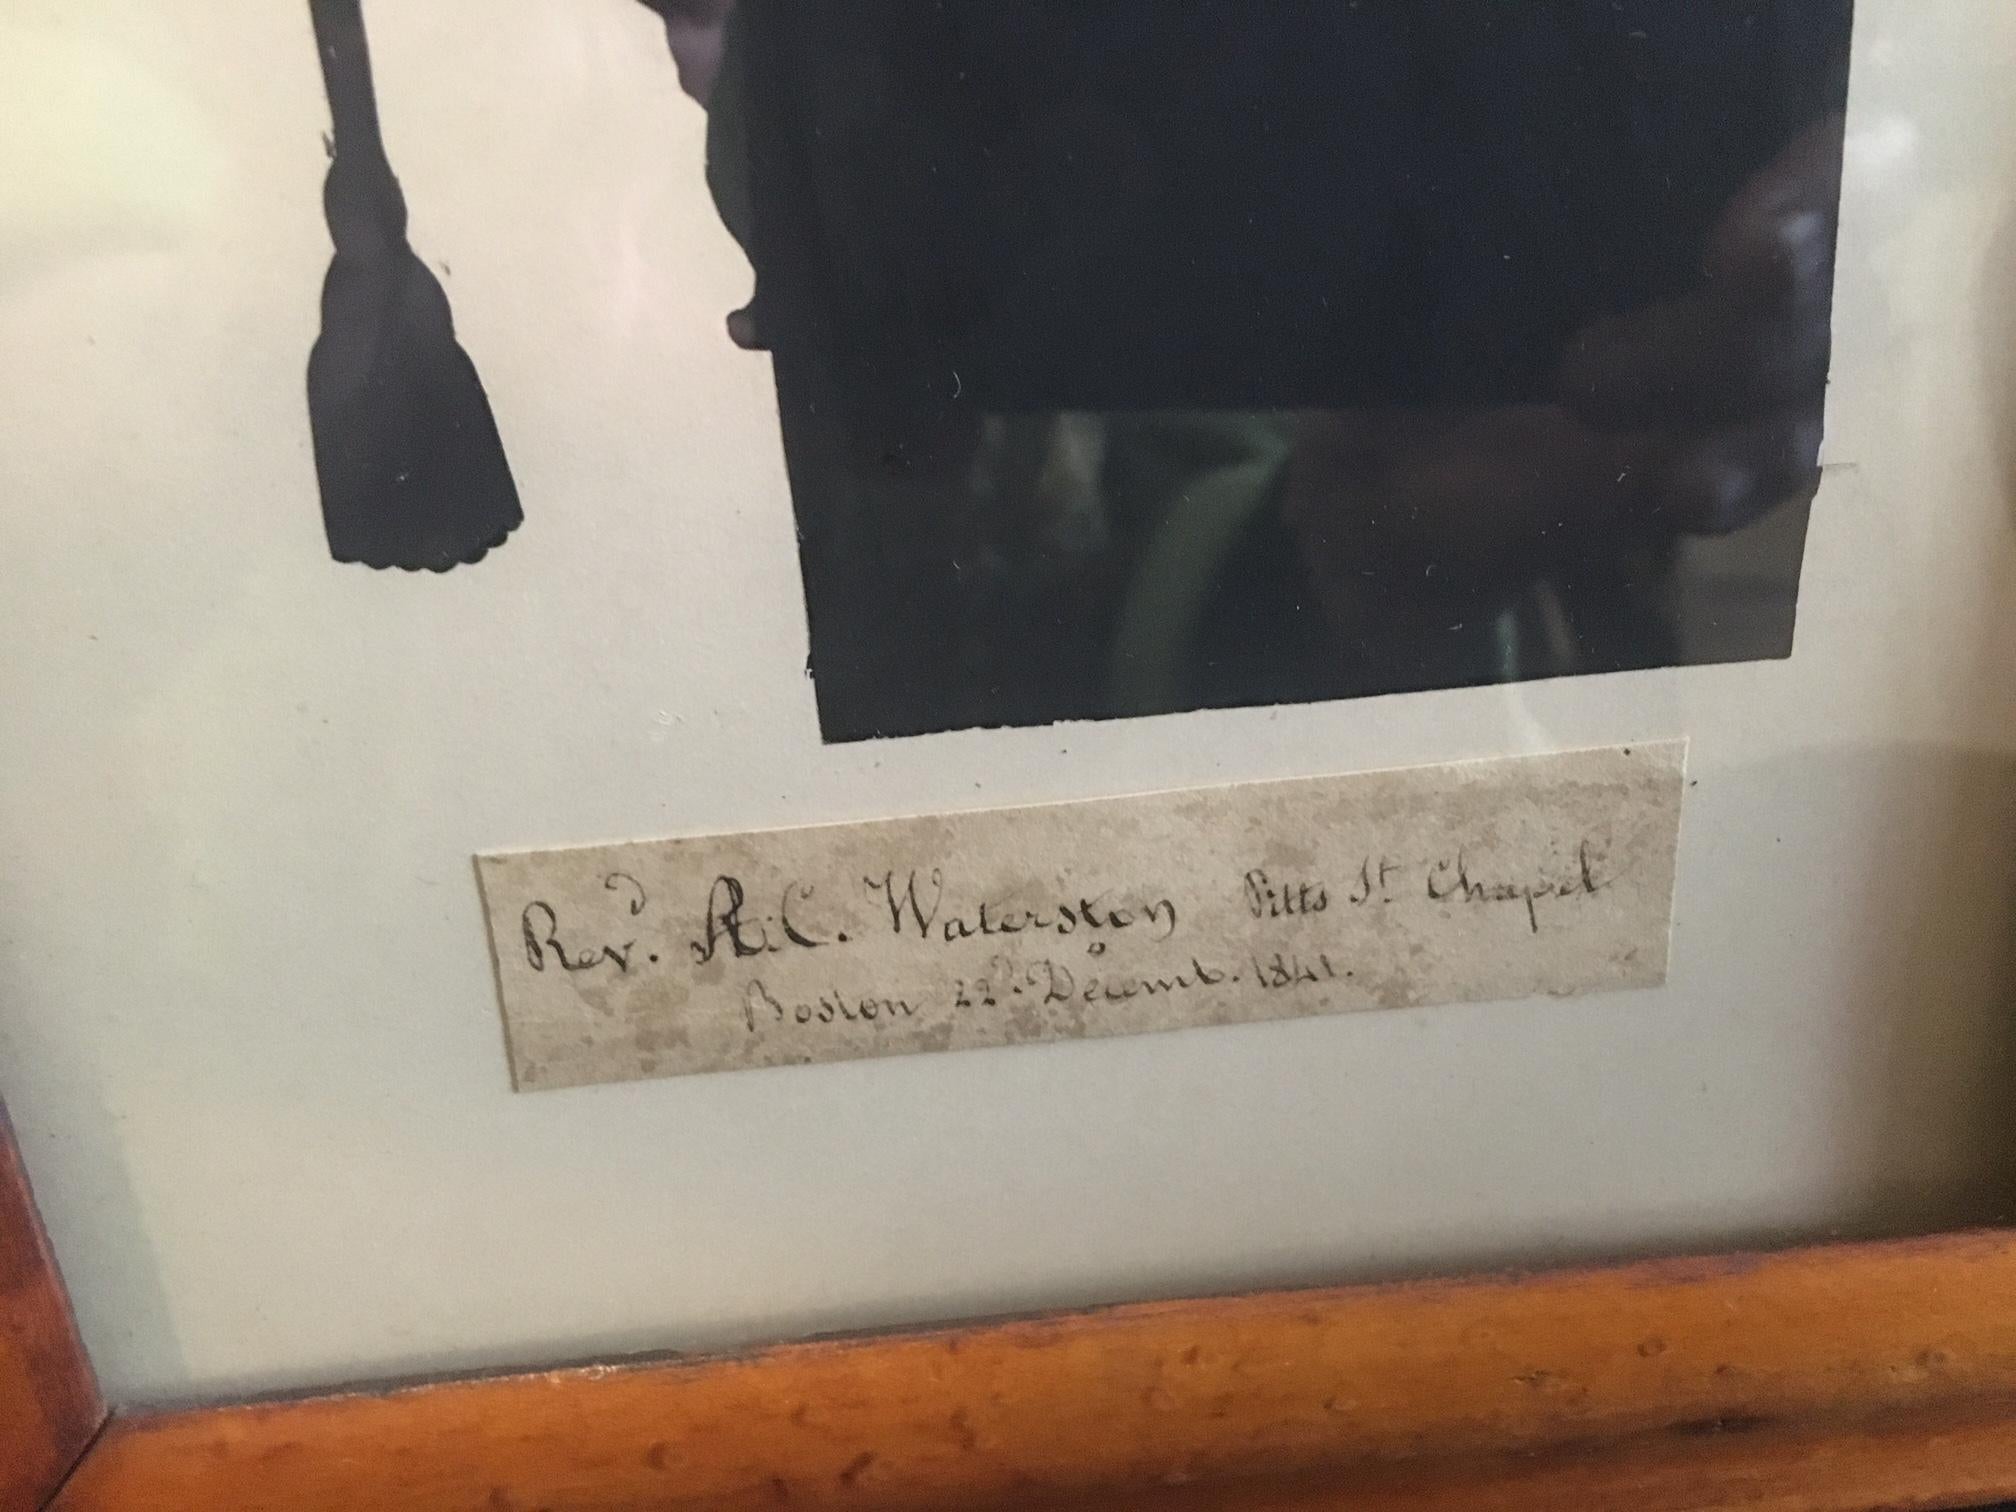 Revd. R.C. Waterston Pitts St Chapel
Boston 22d. Decemb. 1841.